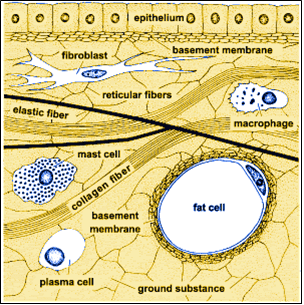 epithelium
basement membrane
fibroblast
reticular fibers
elastic fiber
macrophage
mast cell
collagen fiber
basement
membrane
fat cell
plasma cell
ground substance